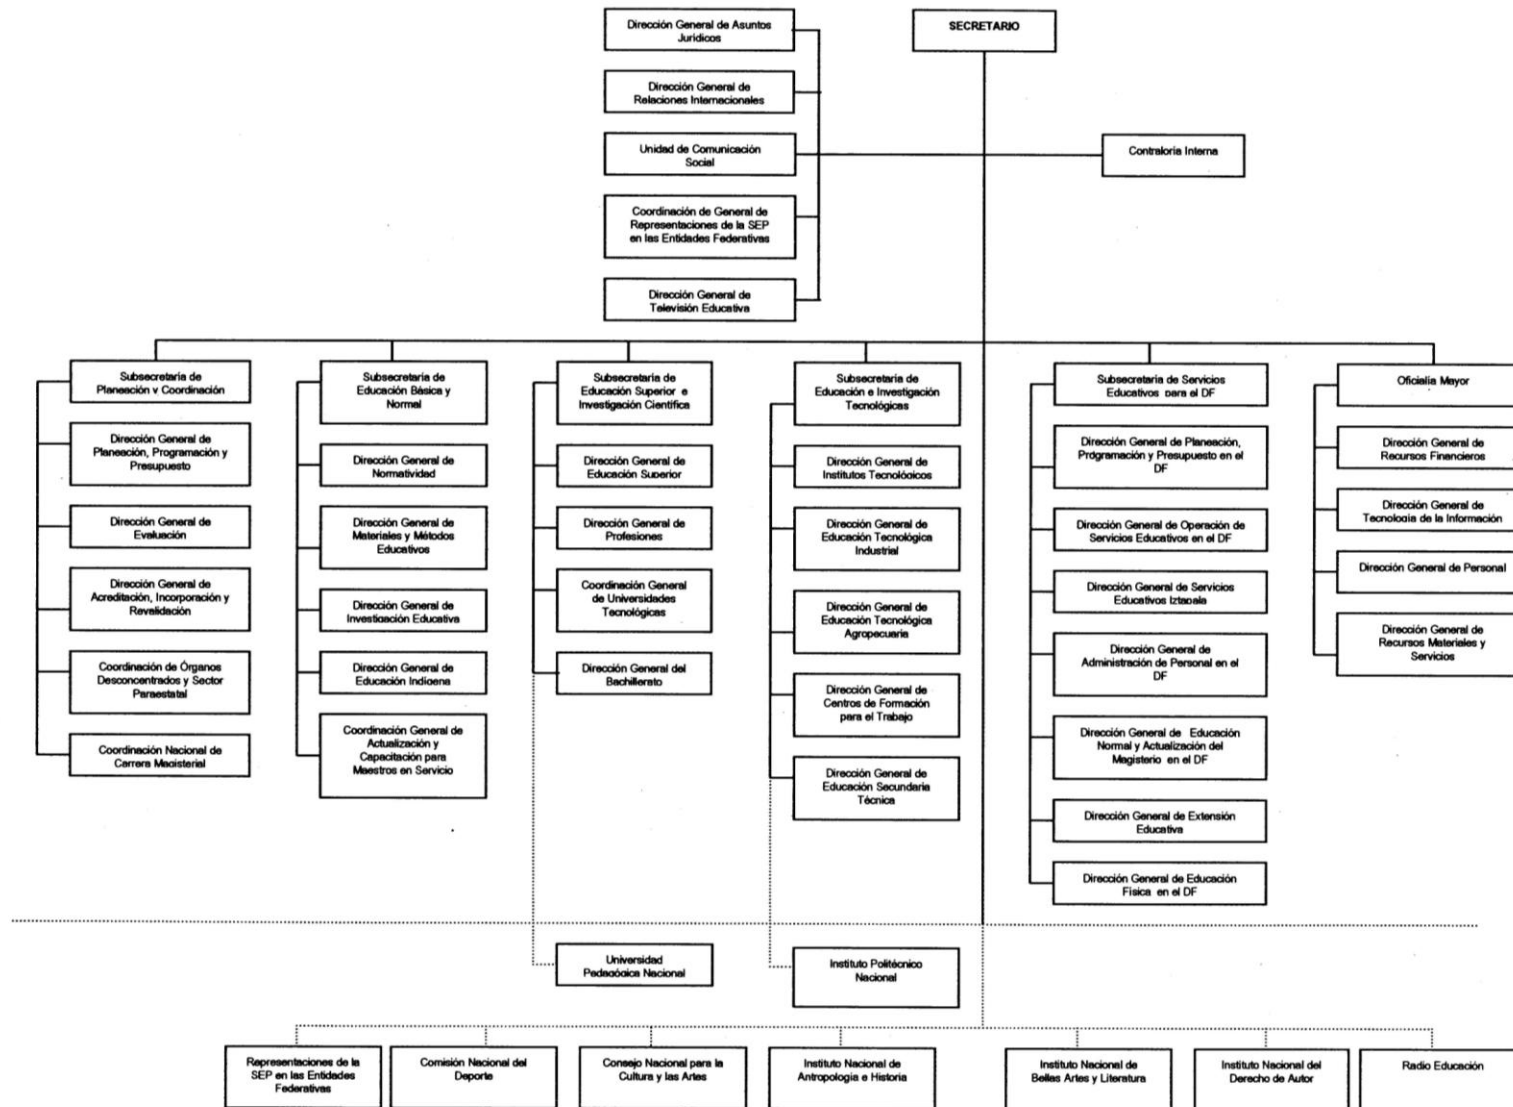 Dirección General de Asuntos
Jurídicos
SECRETARIO
Dirección General de
Relaciones Internacionales
Unidad de Comunicación
Social
Contraloria Interna
Coordinación de General de
Representaciones de la SEP
en las Entidades Federativas
Dirección General de
Televisión Educativa
Subsecretaria de
Planeación y Coordinación
Dirección General de
Planeación, Programación y
Presupuesto
Dirección General de
Evaluación
Dirección General de
Acreditación, Incorporación y
Revalidación
Coordinación de Órganos
Desconcentrados y Sector
Paraestatal
Coordinación Nacional de
Carrera Magisterial
Subsecretaria de
Educación Básica y
Normal
Dirección General de
Normatividad
Dirección General de
Materiales y Métodos
Educativos
Dirección General de
Investigación Educativa
Dirección General de
Educación Indígena
Coordinación General de
Actualización y
Capacitación para
Maestros en Servicio
Subsecretaria de
Educación Superior e
Investigación Científica
Dirección General de
Educación Superior
Dirección General de
Profesiones
Coordinación General
de Universidades
Tecnológicas
Dirección General del
Bachillerato
Subsecretaria de
Educación e Investigación
Tecnológicas
Dirección General de
Institutos Tecnológicos
Dirección General de
Educación Tecnológica
Industrial
Dirección General de
Educación Tecnológica
Agropecuaria
Dirección General de
Centros de Formación
para el Trabajo
Dirección General de
Educación Secundaria
Técnica
Subsecretaria de Servicios
Educativos para el DF
Dirección General de Planeación,
Programación y Presupuesto en el
DF
Dirección General de Operación de
Servicios Educativos en el DF
Dirección General de Servicios
Educativos Iztapala
Dirección General de
Administración de Personal en el
DF
Dirección General de Educación
Normal y Actualización del
Magisterio en el DF
Dirección General de Extensión
Educativa
Dirección General de Educación
Física en el DF
Oficialía Mayor
Dirección General de
Recursos Financieros
Dirección General de
Tecnología de la Información
Dirección General de Personal
Dirección General de
Recursos Materiales y
Servicios
Universidad
Pedagógica Nacional
Instituto Politécnico
Nacional
Representaciones de la
SEP en las Entidades
Federativas
Comisión Nacional del
Deporte
Consejo Nacional para la
Cultura y las Artes
Instituto Nacional de
Antropología e Historia
Instituto Nacional de
Bellas Artes y Literatura
Instituto Nacional del
Derecho de Autor
Radio Educación